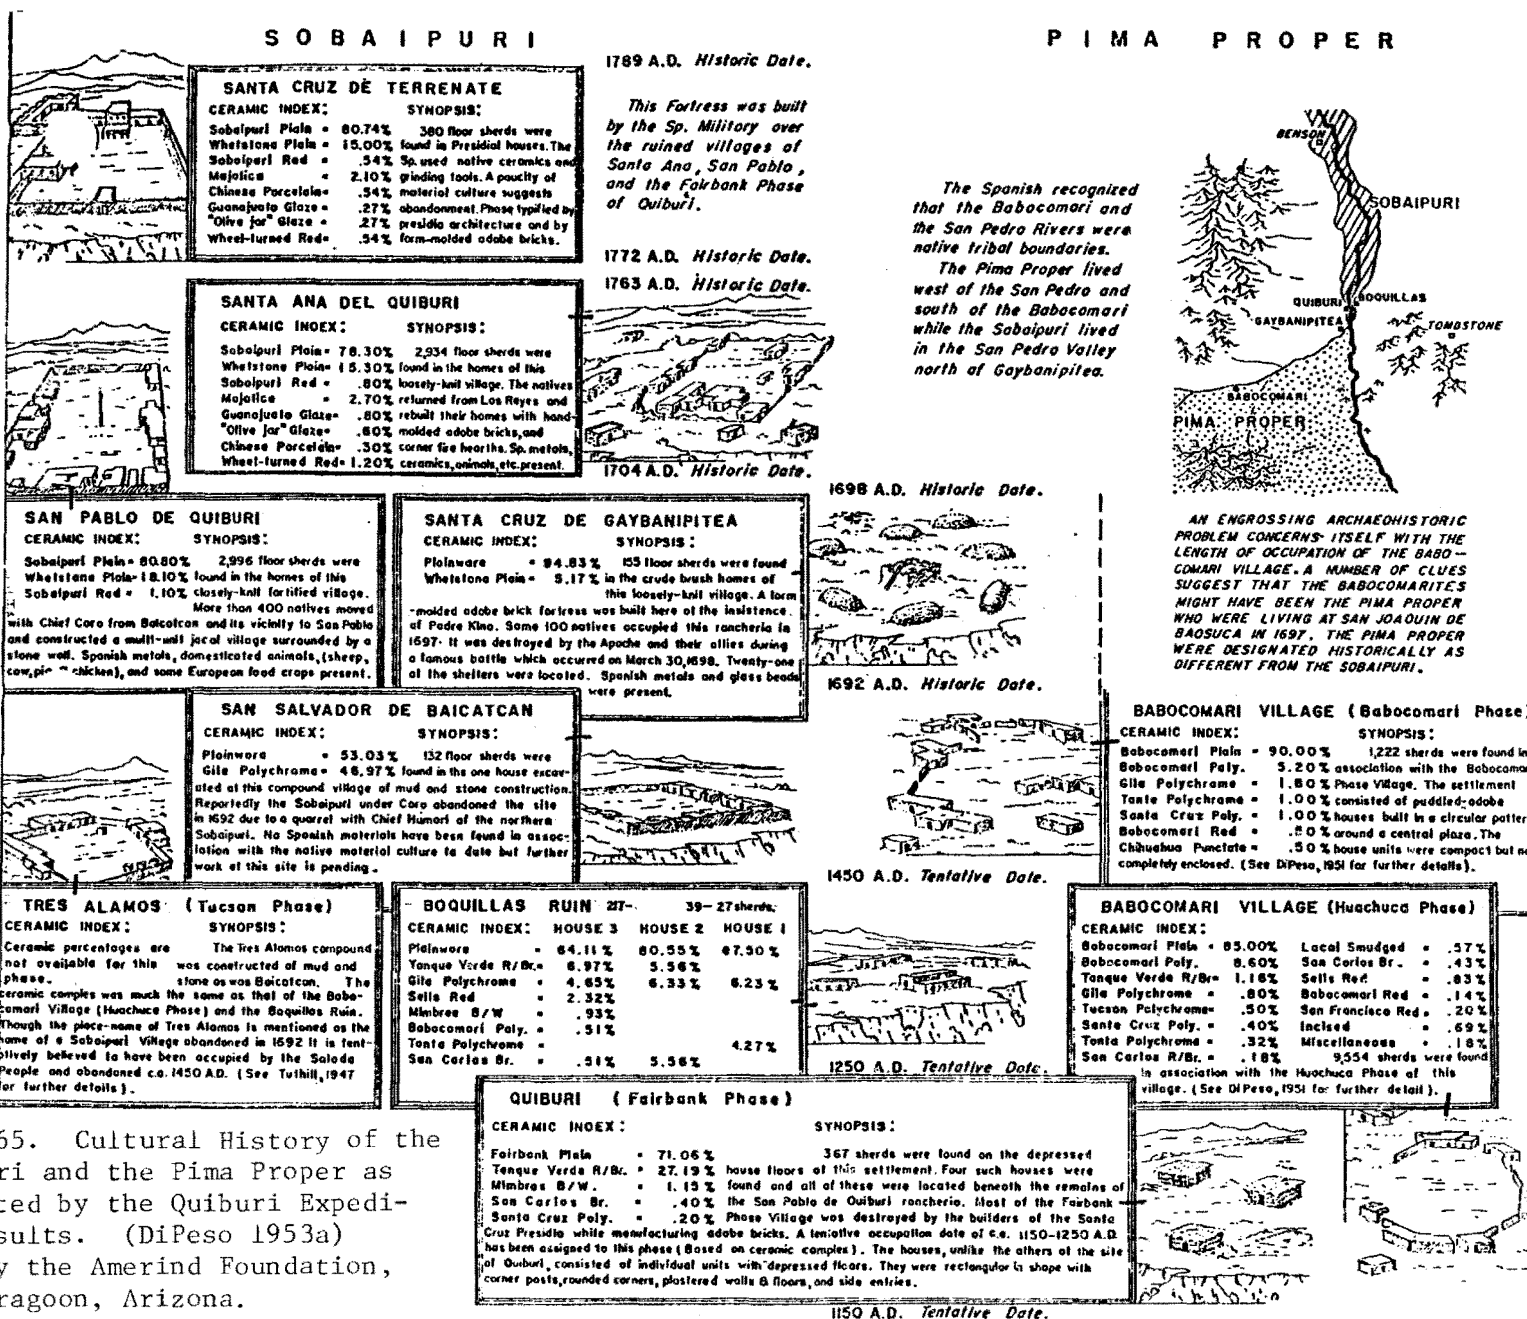 SOBAIPURI
PIMA PROPER
1789 A.D. Historic Date.
SANTA CRUZ DE TERRENATE
CERAMIC INDEX: SYNOPSIS:
Sobaipuri Plain = 80.74% 380 floor sherds were
Whetstone Plain = 15.00% found in Presidial houses. The
Sobaipuri Red = .54% Sp. used native ceramics and
Majolica = 2.10% grinding tools. A paucity of
Chinese Porcelain= .54% material culture suggests
Guanajuato Glaze = .27% abandonment. Phase typified by
"Olive jar" Glaze = .27% presidio architecture and by
Wheel-turned Red= .54% form-molded adobe bricks.
This Fortress was built
by the Sp. Military over
the ruined villages of
Santa Ana, San Pablo,
and the Fairbank Phase
of Quiburi.
1772 A.D. Historic Date.
1763 A.D. Historic Date.
SANTA ANA DEL QUIBURI
CERAMIC INDEX: SYNOPSIS:
Sobaipuri Plain= 78.30% 2,934 floor sherds were
Whetstone Plain= 15.30% found in the homes of this
Sobaipuri Red = .80% loosely-knit village. The natives
Majolica = 2.70% returned from Los Reyes and
Guanajuato Glaze= .80% rebuilt their homes with hand-
"Olive jar" Glaze= .60% molded adobe bricks, and
Chinese Porcelain= .30% corner fire hearths. Sp. metals,
Wheel-turned Red= 1.20% ceramics, animals, etc. present.
1704 A.D. Historic Date.
The Spanish recognized
that the Babocomari and
the San Pedro Rivers were
native tribal boundaries.
The Pima Proper lived
west of the San Pedro and
south of the Babocomari
while the Sobaipuri lived
in the San Pedro Valley
north of Gaybanipitea.
BENSON
SOBAIPURI
QUIBURI
BOQUILLAS
GAYBANIPITEA
TOMBSTONE
BABOCOMARI
PIMA PROPER
AN ENGROSSING ARCHAEOHISTORIC
PROBLEM CONCERNS ITSELF WITH THE
LENGTH OF OCCUPATION OF THE BABO-
COMARI VILLAGE. A NUMBER OF CLUES
SUGGEST THAT THE BABOCOMARITES
MIGHT HAVE BEEN THE PIMA PROPER
WHO WERE LIVING AT SAN JOAQUIN DE
BAOSUCA IN 1697. THE PIMA PROPER
WERE DESIGNATED HISTORICALLY AS
DIFFERENT FROM THE SOBAIPURI.
SAN PABLO DE QUIBURI
CERAMIC INDEX: SYNOPSIS:
Sobaipuri Plain= 80.80% 2,996 floor sherds were
Whetstone Plain= 18.10% found in the homes of this
Sobaipuri Red = 1.10% closely-knit fortified village.
More than 400 natives moved
with Chief Coro from Baicatcan and its vicinity to San Pablo
and constructed a multi-unit jacal village surrounded by a
stone wall. Spanish metals, domesticated animals, (sheep,
cow, chicken), and some European food crops present.
SANTA CRUZ DE GAYBANIPITEA
CERAMIC INDEX: SYNOPSIS:
Plainware = 94.83% 155 floor sherds were found
Whetstone Plain= 5.17% in the crude brush homes of
this loosely-knit village. A form
-molded adobe brick fortress was built here at the insistence
of Padre Kino. Some 100 natives occupied this rancheria in
1697. It was destroyed by the Apache and their allies during
a famous battle which occurred on March 30,1698. Twenty-one
of the shelters were located. Spanish metals and glass beads
were present.
1698 A.D. Historic Date.
1692 A.D. Historic Date.
SAN SALVADOR DE BAICATCAN
CERAMIC INDEX: SYNOPSIS:
Plainware = 53.03% 132 floor sherds were
Gila Polychrome= 46.97% found in the one house excav-
ated at this compound village of mud and stone construction.
Reportedly the Sobaipuri under Coro abandoned the site
in 1692 due to a quarrel with Chief Humari of the northern
Sobaipuri. No Spanish materials have been found in assoc-
iation with the native material culture to date but further
work at this site is pending.
BABOCOMARI VILLAGE (Babocomari Phase)
CERAMIC INDEX: SYNOPSIS:
Babocomari Plain = 90.00% 1,222 sherds were found in
Babocomari Poly. 5.20% association with the Babocomar
Gila Polychrome = 1.80% Phase Village. The settlement
Tonto Polychrome = 1.00% consisted of puddled-adobe
Santa Cruz Poly. = 1.00% houses built in a circular patter
Babocomari Red = around a central plaza. The
Chihuahua Punctate = .50% house units were compact but no
completely enclosed. (See DiPeso, 1951 for further details).
1450 A.D. Tentative Date.
TRES ALAMOS (Tucson Phase)
CERAMIC INDEX: SYNOPSIS:
Ceramic percentages are The Tres Alamos compound
not available for this was constructed of mud and
phase. stone as was Baicatcan. The
ceramic complex was much the same as that of the Babo-
comari Village (Huachuca Phase) and the Boquillas Ruin.
Though the place-name of Tres Alamos is mentioned as the
home of a Sobaipuri Village abandoned in 1692 it is tent-
atively believed to have been occupied by the Salado
People and abandoned c.a. 1450 A.D. (See Tuthill, 1947
for further details).
BOQUILLAS RUIN 39-27 sherds.
CERAMIC INDEX: HOUSE 3 HOUSE 2 HOUSE 1
Plainware = 84.11% 80.55% 87.50%
Tanque Verde R/Br.= 6.97% 5.56%
Gila Polychrome = 4.65% 8.33% 8.23%
Sells Red = 2.32%
Mimbres B/W = .93%
Babocomari Poly. = .51%
Tonto Polychrome = 4.27%
San Carlos Br. = .51% 5.56%
1250 A.D. Tentative Date.
BABOCOMARI VILLAGE (Huachuca Phase)
CERAMIC INDEX:
Babocomari Plain = 85.00% Local Smudged = .57%
Babocomari Poly. 8.60% San Carlos Br. = .43%
Tanque Verde R/Br= 1.18% Sells Red = .83%
Gila Polychrome = .80% Babocomari Red = .14%
Tucson Polychrome= .50% San Francisco Red = .20%
Santa Cruz Poly. = .40% Incised = .69%
Tonto Polychrome = .32% Miscellaneous = .18%
San Carlos R/Br. = .18% 9,554 sherds were found
in association with the Huachuca Phase of this
village. (See DiPeso, 1951 for further detail).
QUIBURI (Fairbank Phase)
CERAMIC INDEX: SYNOPSIS:
Fairbank Plain = 71.06% 367 sherds were found on the depressed
Tanque Verde R/Br. = 27.19% house floors of this settlement. Four such houses were
Mimbres B/W. = 1.15% found and all of these were located beneath the remains of
San Carlos Br. = .40% the San Pablo de Quiburi rancheria. Most of the Fairbank
Santa Cruz Poly. = .20% Phase Village was destroyed by the builders of the Santa
Cruz Presidio while manufacturing adobe bricks. A tentative occupation date of c.e. 1150-1250 A.D.
has been assigned to this phase (Based on ceramic complex). The houses, unlike the others of the site
of Quiburi, consisted of individual units with depressed floors. They were rectangular in shape with
corner posts, rounded corners, plastered walls & floors, and side entries.
1150 A.D. Tentative Date.
65. Cultural History of the
ri and the Pima Proper as
ted by the Quiburi Expedi-
sults. (DiPeso 1953a)
y the Amerind Foundation,
ragoon, Arizona.